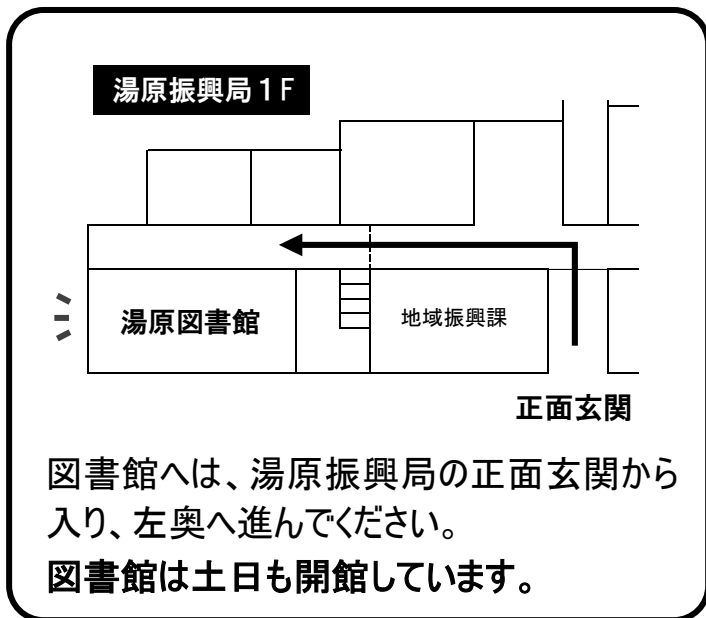 湯原振興局１F
湯原図書館
地域振興課
正面玄関
図書館へは、湯原振興局の正面玄関から
入り、左奥へ進んでください。
図書館は土日も開館しています。